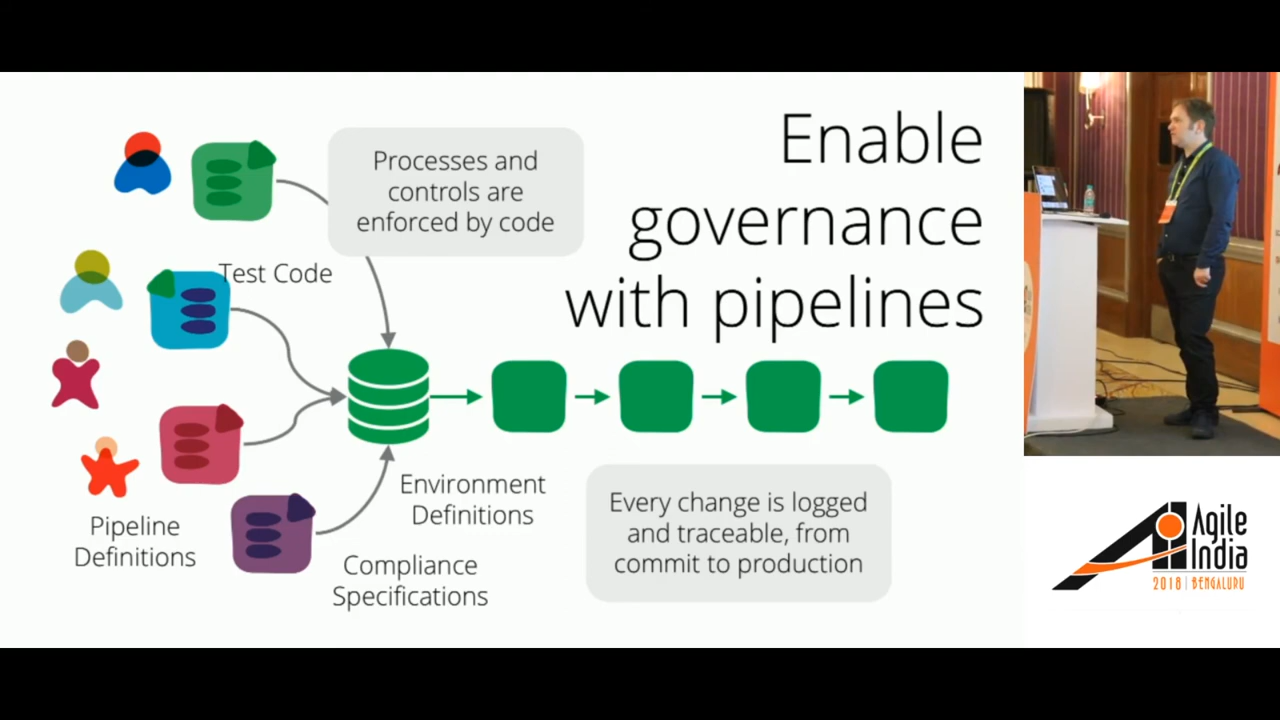 Enable
governance
with pipelines
Processes and
controls are
enforced by code
Test Code
Environment
Definitions
Pipeline
Definitions
Compliance
Specifications
Every change is logged
and traceable, from
commit to production
Agile
India
2018 | BENGALURU